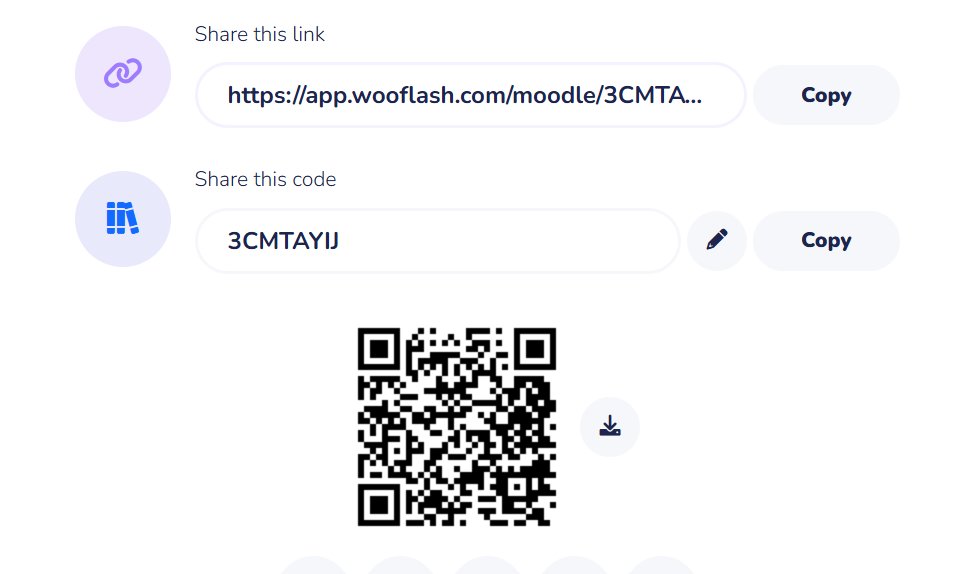 Share this link
https://app.wooflash.com/moodle/3CMTA...
Copy
Share this code
3CMTAYIJ
Copy